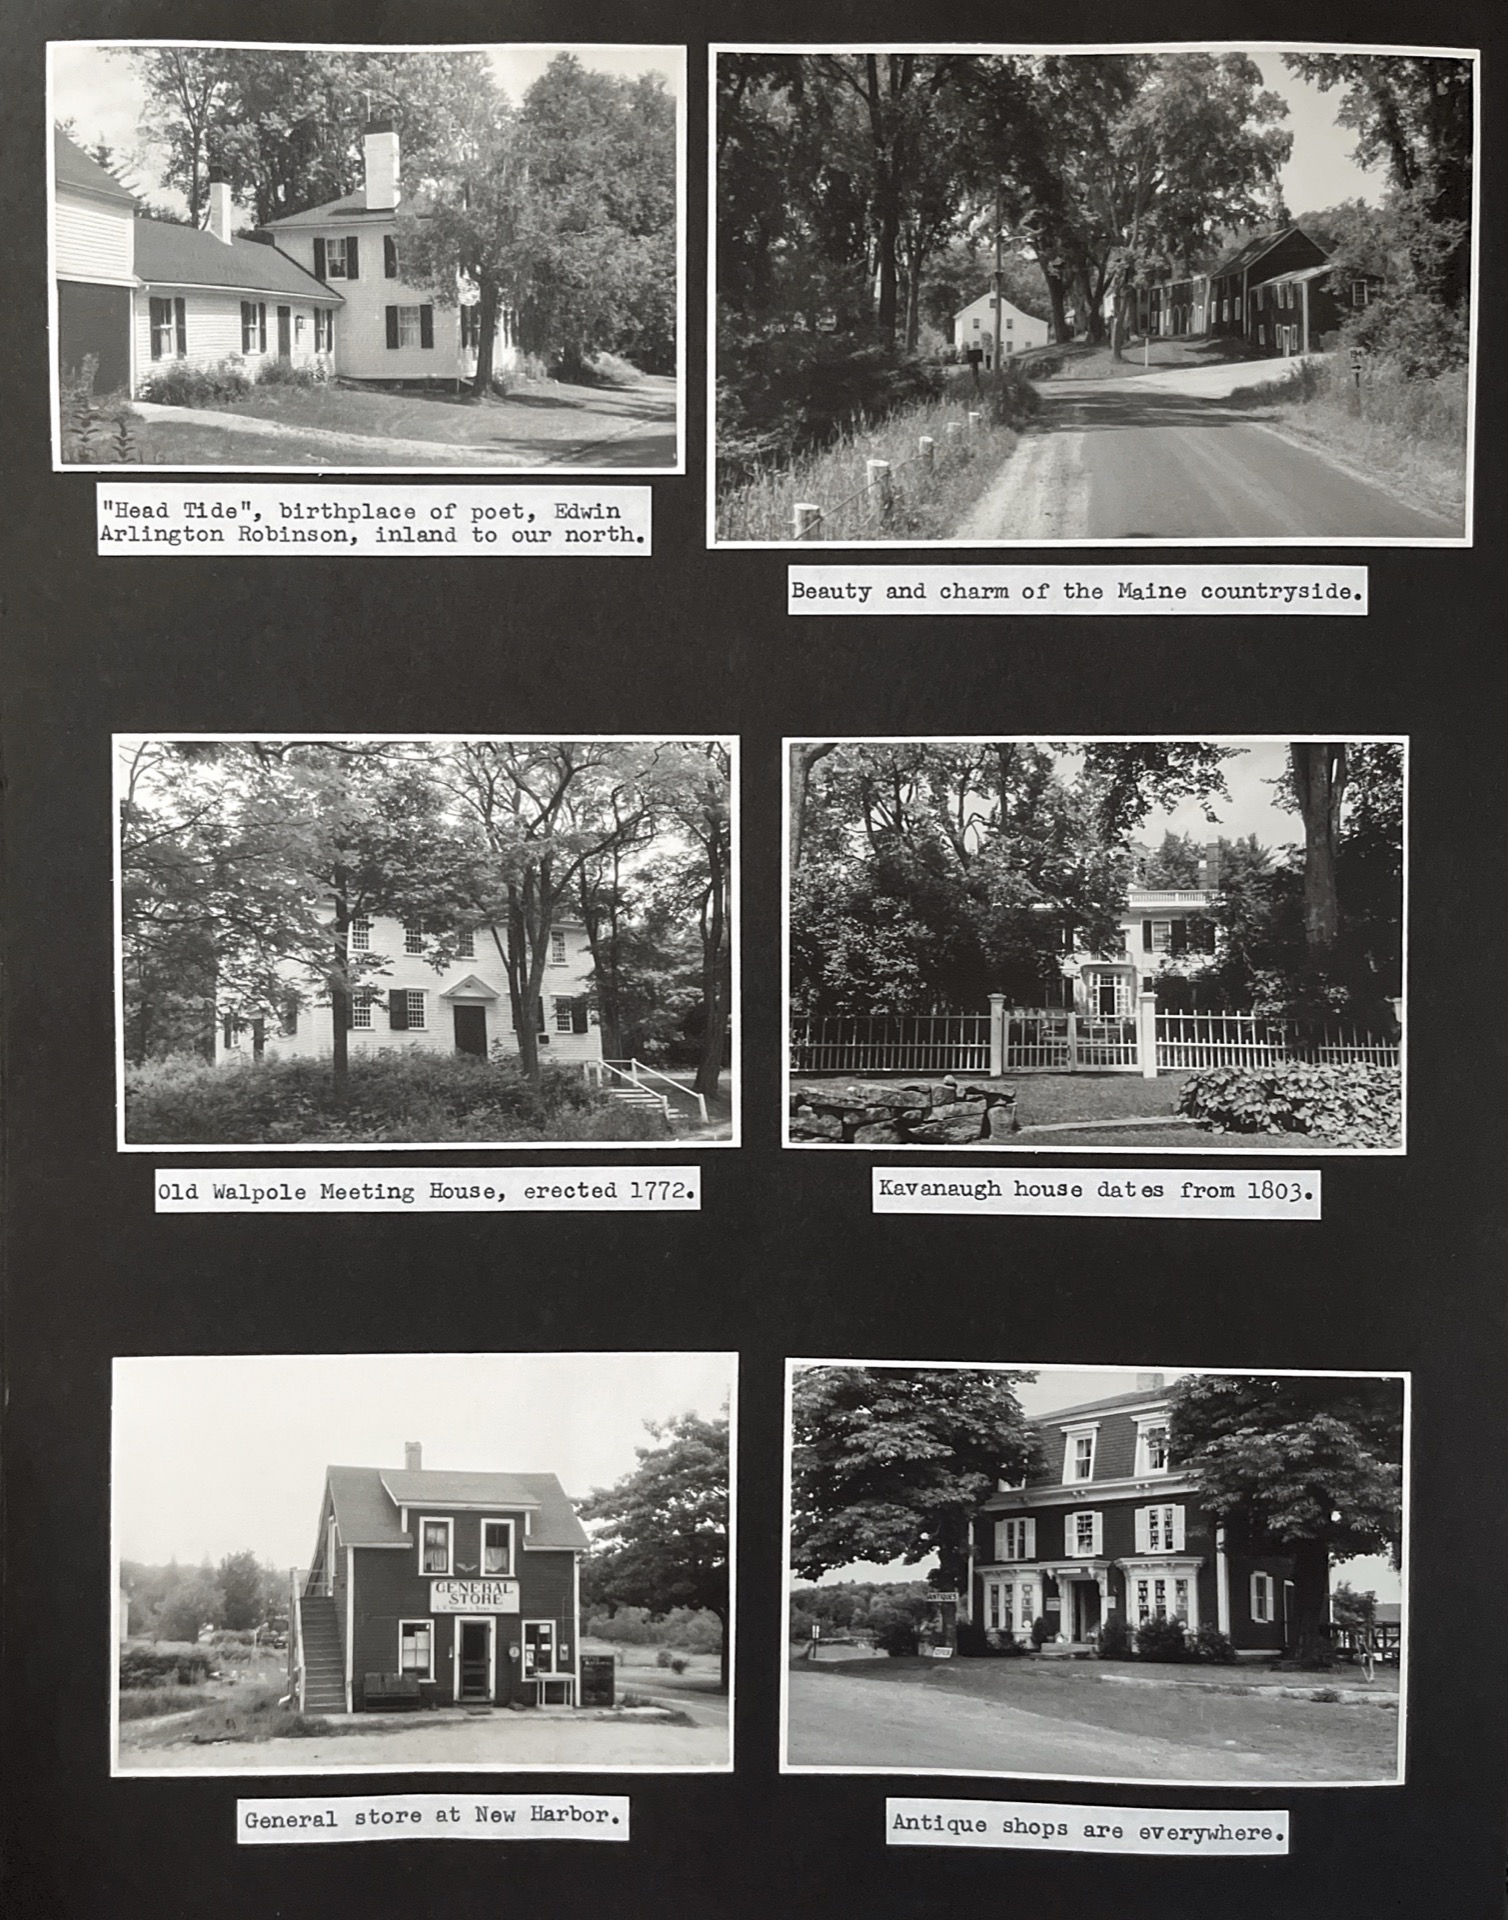 "Head Tide", birthplace of poet, Edwin
Arlington Robinson, inland to our north.
Beauty and charm of the Maine countryside.
Old Walpole Meeting House, erected 1772.
Kavanaugh house dates from 1803.
GENERAL
STORE
ANTIQUES
OPEN
General store at New Harbor.
Antique shops are everywhere.